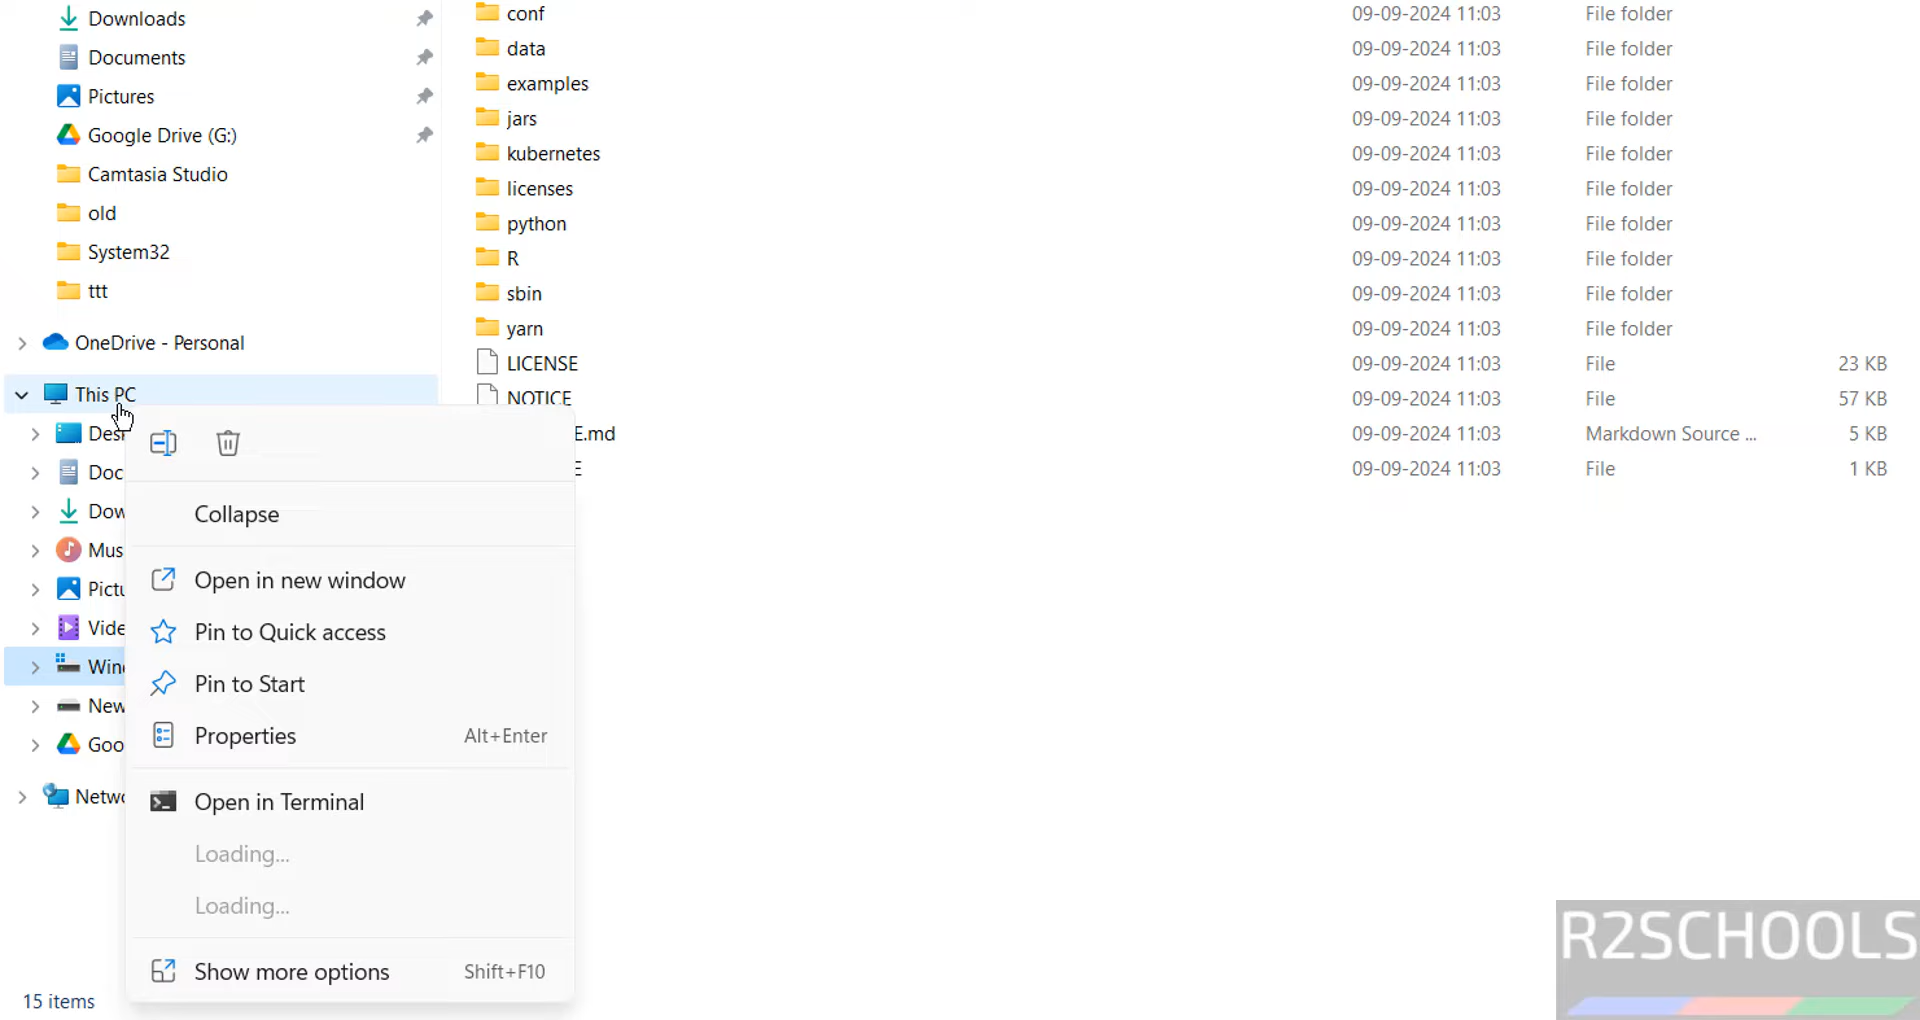 Downloads
Documents
Pictures
Google Drive (G:)
Camtasia Studio
old
System32
ttt
OneDrive - Personal
This PC
Des
Doc
Dow
Mus
Pictu
Vide
Wind
New
Goo
Netwo
15 items
conf 09-09-2024 11:03 File folder
data 09-09-2024 11:03 File folder
examples 09-09-2024 11:03 File folder
jars 09-09-2024 11:03 File folder
kubernetes 09-09-2024 11:03 File folder
licenses 09-09-2024 11:03 File folder
python 09-09-2024 11:03 File folder
R 09-09-2024 11:03 File folder
sbin 09-09-2024 11:03 File folder
yarn 09-09-2024 11:03 File folder
LICENSE 09-09-2024 11:03 File 23 KB
NOTICE 09-09-2024 11:03 File 57 KB
E.md 09-09-2024 11:03 Markdown Source ... 5 KB
E 09-09-2024 11:03 File 1 KB
Collapse
Open in new window
Pin to Quick access
Pin to Start
Properties Alt+Enter
Open in Terminal
Loading...
Loading...
Show more options Shift+F10
R2SCHOOLS